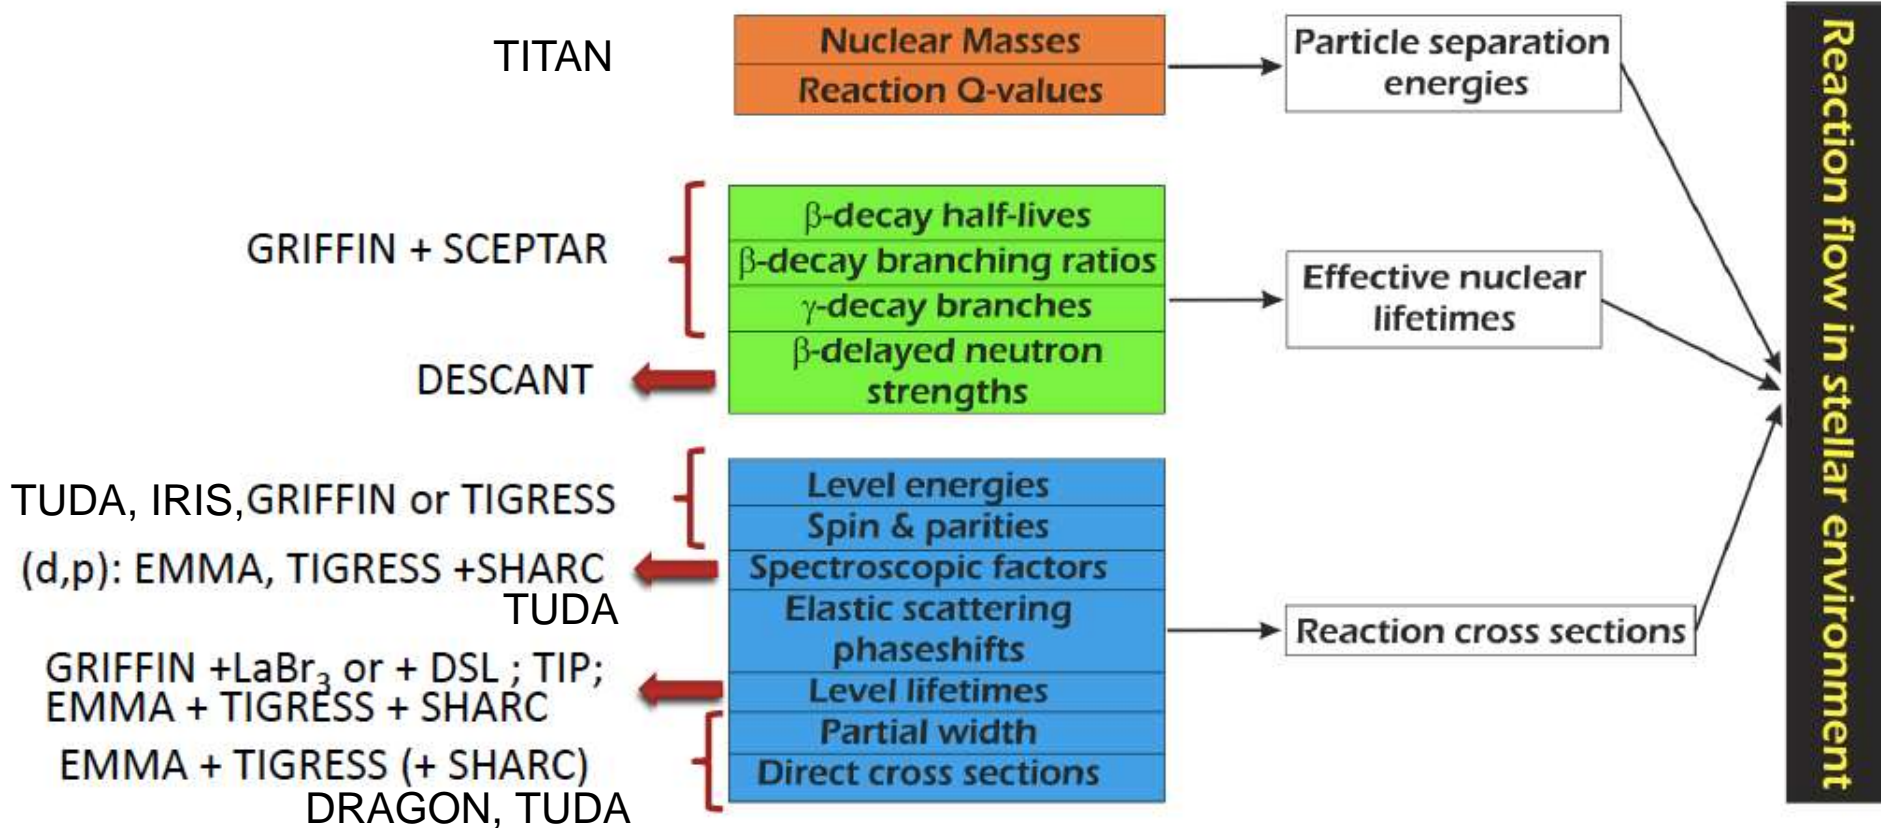 TITAN
Nuclear Masses
Reaction Q-values
Particle separation
energies
GRIFFIN + SCEPTAR
β-decay half-lives
β-decay branching ratios
γ-decay branches
β-delayed neutron
strengths
DESCANT
Effective nuclear
lifetimes
TUDA, IRIS,GRIFFIN or TIGRESS
Level energies
Spin & parities
(d,p): EMMA, TIGRESS +SHARC
TUDA
Spectroscopic factors
Elastic scattering
phaseshifts
GRIFFIN +LaBr₃ or + DSL ; TIP;
EMMA + TIGRESS + SHARC
Level lifetimes
Partial width
Direct cross sections
EMMA + TIGRESS (+ SHARC)
DRAGON, TUDA
Reaction cross sections
Reaction flow in stellar environment